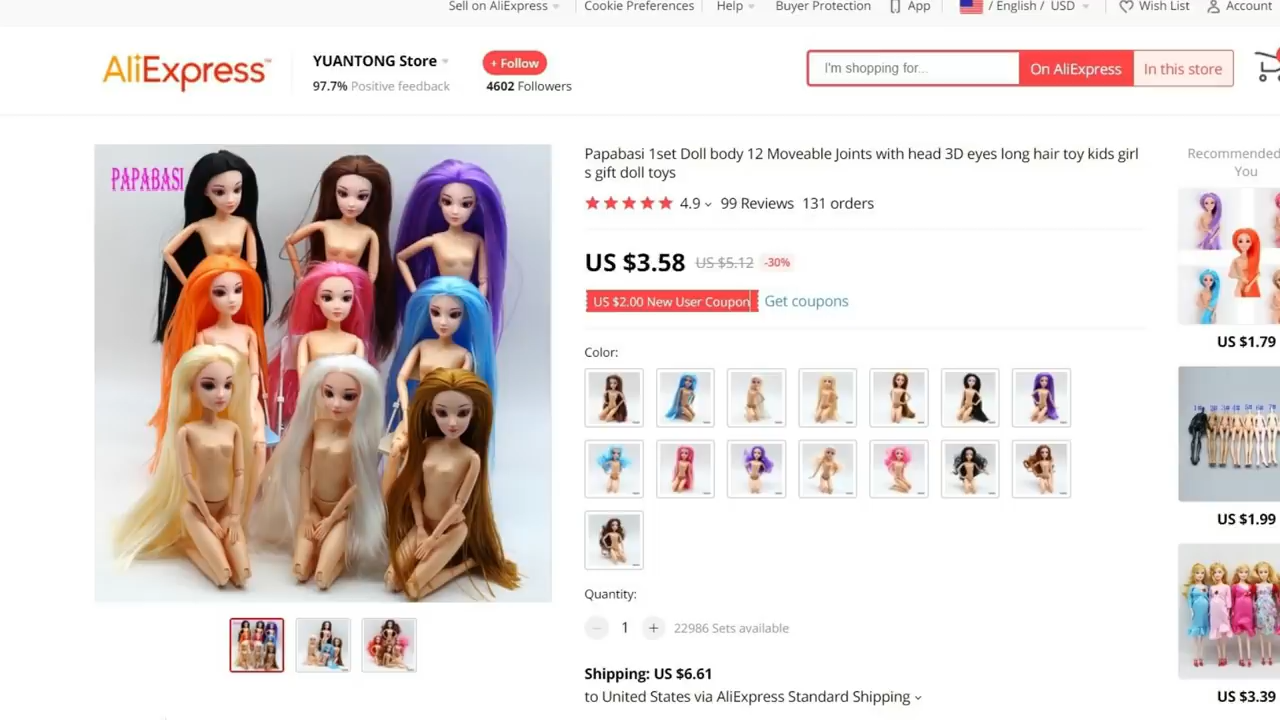 Sell on AliExpress
Cookie Preferences
Help
Buyer Protection
App
/ English / USD
Wish List
Account
AliExpress™
YUANTONG Store
+ Follow
97.7% Positive feedback
4602 Followers
I'm shopping for...
On AliExpress
In this store
PAPABASI
Papabasi 1set Doll body 12 Moveable Joints with head 3D eyes long hair toy kids girl
s gift doll toys
4.9
99 Reviews
131 orders
US $3.58
US $5.12
-30%
US $2.00 New User Coupon
Get coupons
Color:
Quantity:
1
22986 Sets available
Shipping: US $6.61
to United States via AliExpress Standard Shipping
Recommended
You
US $1.79
US $1.99
US $3.39